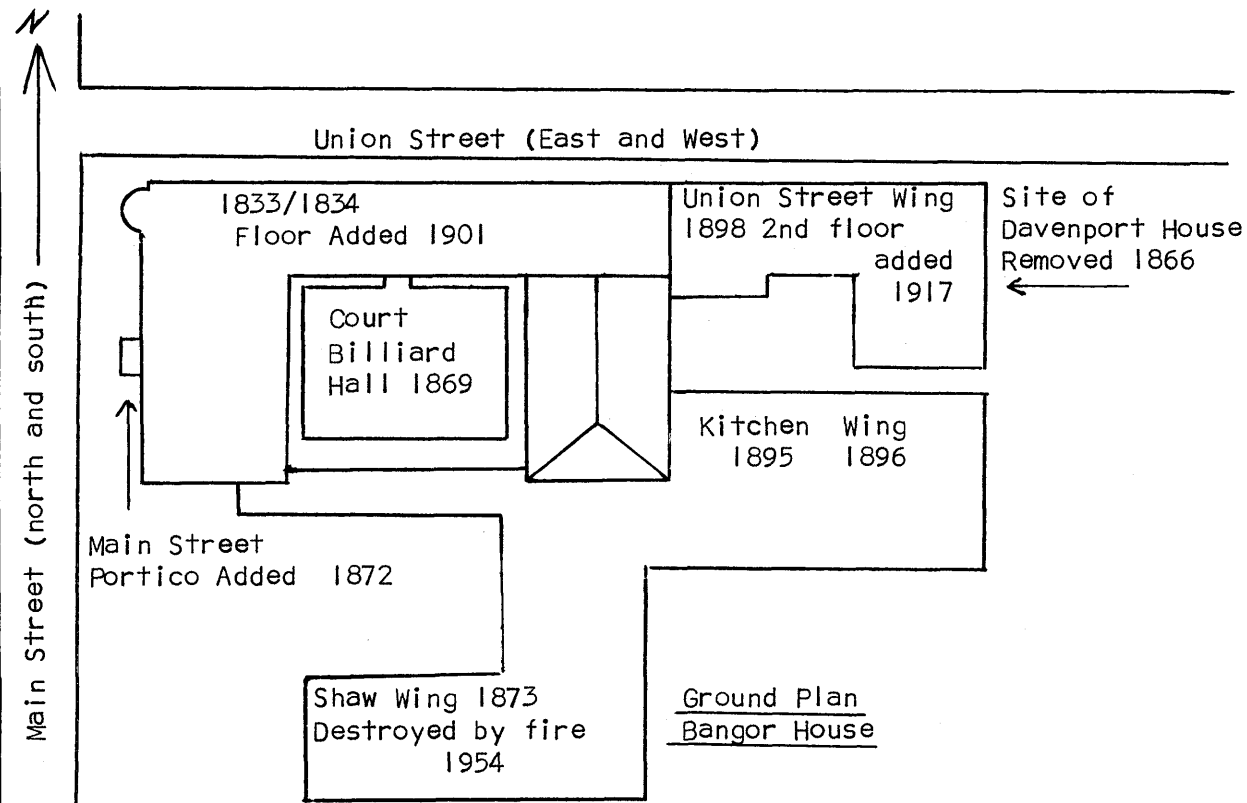 N
Main Street (north and south)
Union Street (East and West)
1833/1834
Floor Added 1901
Union Street Wing
1898 2nd floor
added
1917
Site of
Davenport House
Removed 1866
Court
Billiard
Hall 1869
Kitchen Wing
1895 1896
Main Street
Portico Added 1872
Shaw Wing 1873
Destroyed by fire
1954
Ground Plan
Bangor House